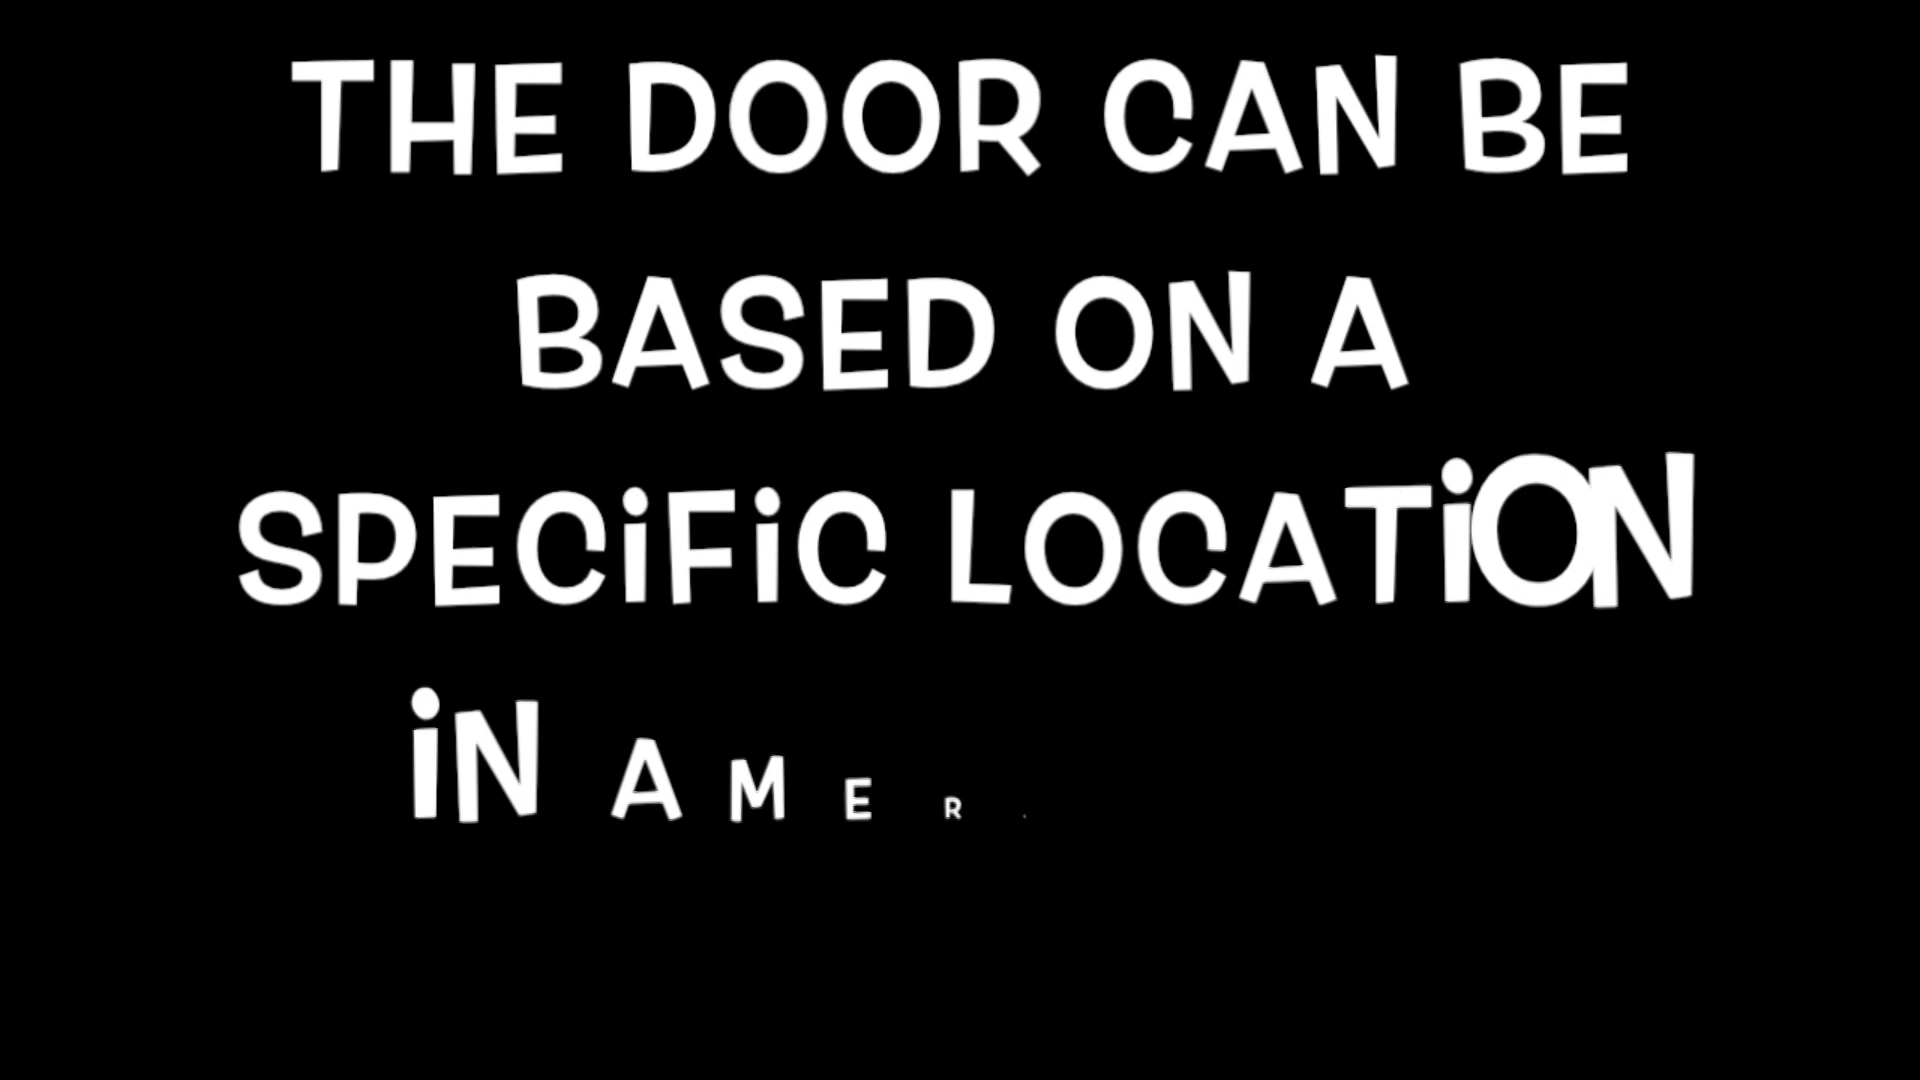 THE DOOR CAN BE
BASED ON A
SPECiFiC LOCATiON
iN AMER